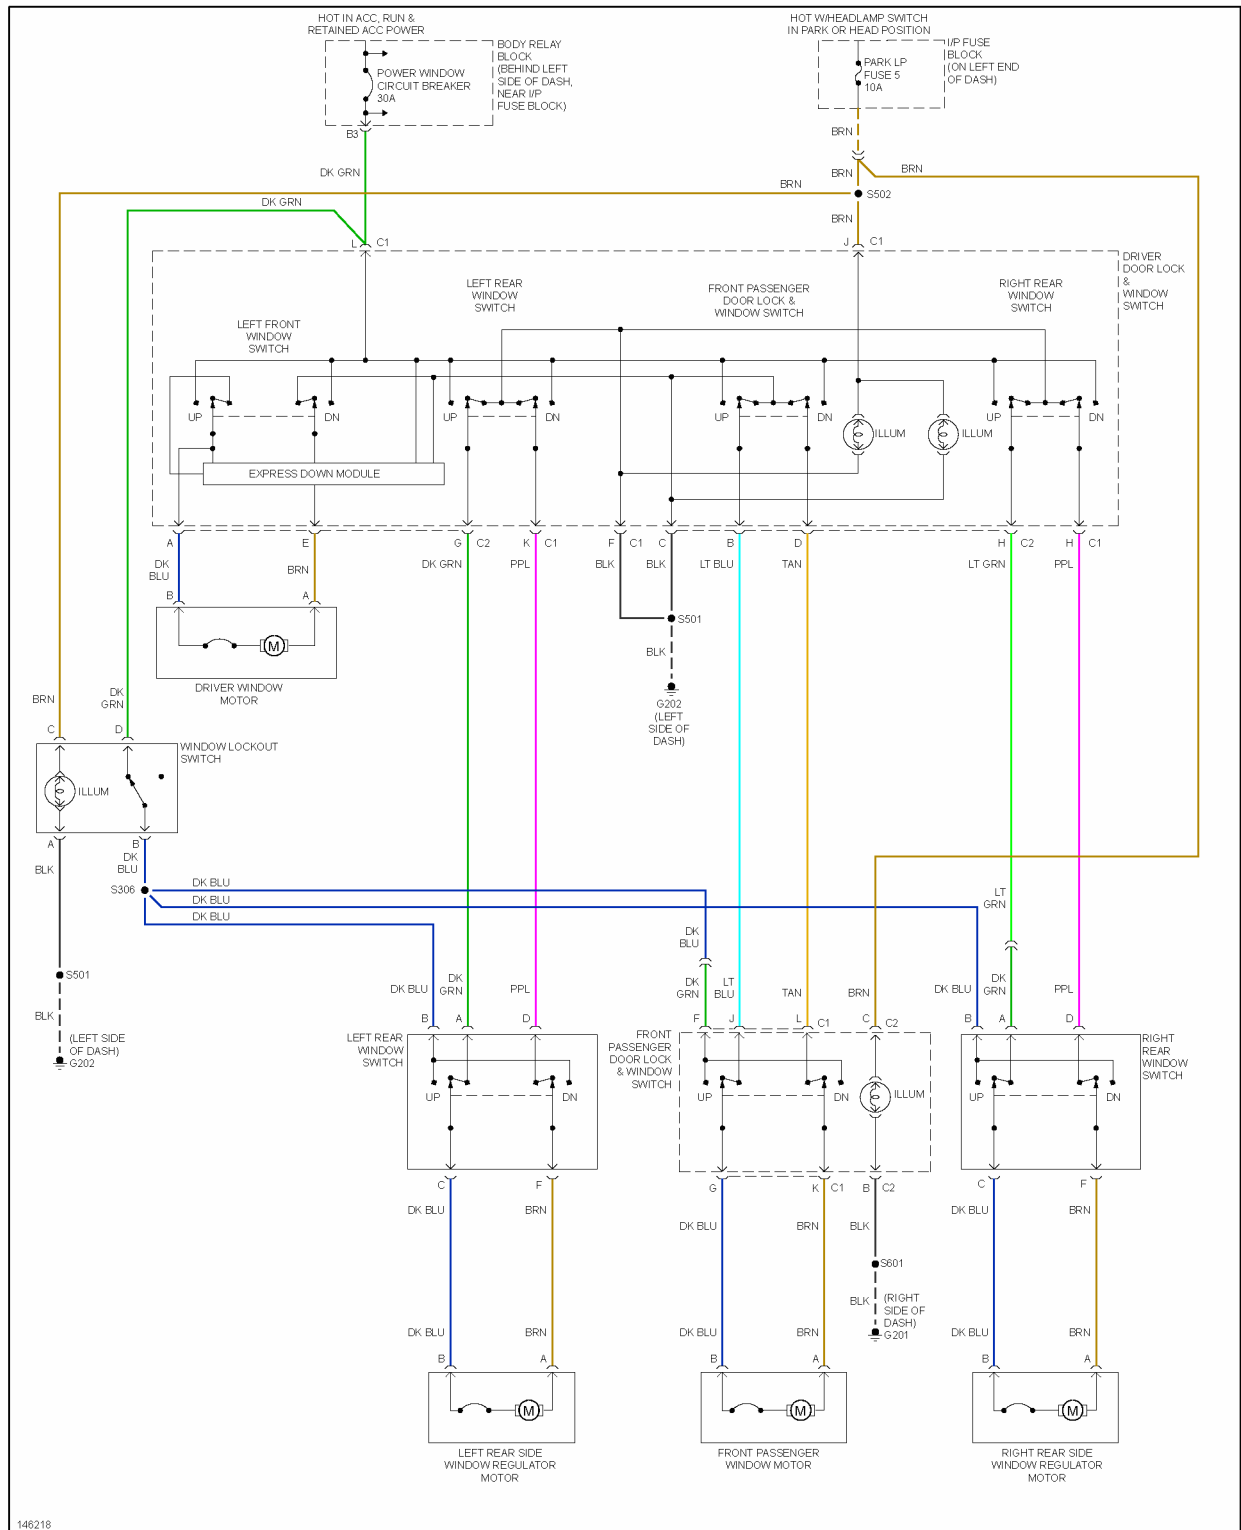 HOT IN ACC, RUN &
RETAINED ACC POWER
HOT W/HEADLAMP SWITCH
IN PARK OR HEAD POSITION
BODY RELAY
BLOCK
(BEHIND LEFT
SIDE OF DASH,
NEAR I/P
FUSE BLOCK)
POWER WINDOW
CIRCUIT BREAKER
30A
I/P FUSE
BLOCK
(ON LEFT END
OF DASH)
PARK LP
FUSE 5
10A
B3
BRN
DK GRN
BRN
BRN
BRN
S502
DK GRN
BRN
L
C1
J
C1
DRIVER
DOOR LOCK
&
WINDOW
SWITCH
LEFT REAR
WINDOW
SWITCH
FRONT PASSENGER
DOOR LOCK &
WINDOW SWITCH
RIGHT REAR
WINDOW
SWITCH
LEFT FRONT
WINDOW
SWITCH
UP
DN
UP
DN
UP
DN
ILLUM
ILLUM
UP
DN
EXPRESS DOWN MODULE
A
E
G
C2
K
C1
F
C1
C
B
D
H
C2
H
C1
DK
BLU
BRN
DK GRN
PPL
BLK
BLK
LT BLU
TAN
LT GRN
PPL
B
A
M
DRIVER WINDOW
MOTOR
S501
BLK
G202
(LEFT
SIDE OF
DASH)
BRN
DK
GRN
C
D
WINDOW LOCKOUT
SWITCH
ILLUM
A
B
BLK
DK
BLU
S306
DK BLU
DK BLU
DK BLU
LT
GRN
DK
BLU
S501
BLK
(LEFT SIDE
OF DASH)
G202
DK BLU
DK
GRN
PPL
DK
GRN
LT
BLU
TAN
BRN
DK BLU
DK
GRN
PPL
B
A
D
F
J
L
C1
C
C2
B
A
D
LEFT REAR
WINDOW
SWITCH
FRONT
PASSENGER
DOOR LOCK
& WINDOW
SWITCH
RIGHT
REAR
WINDOW
SWITCH
UP
DN
UP
DN
ILLUM
UP
DN
C
F
G
K
C1
B
C2
C
F
DK BLU
BRN
DK BLU
BRN
BLK
DK BLU
BRN
S601
BLK
(RIGHT
SIDE OF
DASH)
G201
DK BLU
BRN
DK BLU
BRN
DK BLU
BRN
B
A
B
A
B
A
M
M
M
LEFT REAR SIDE
WINDOW REGULATOR
MOTOR
FRONT PASSENGER
WINDOW MOTOR
RIGHT REAR SIDE
WINDOW REGULATOR
MOTOR
146218